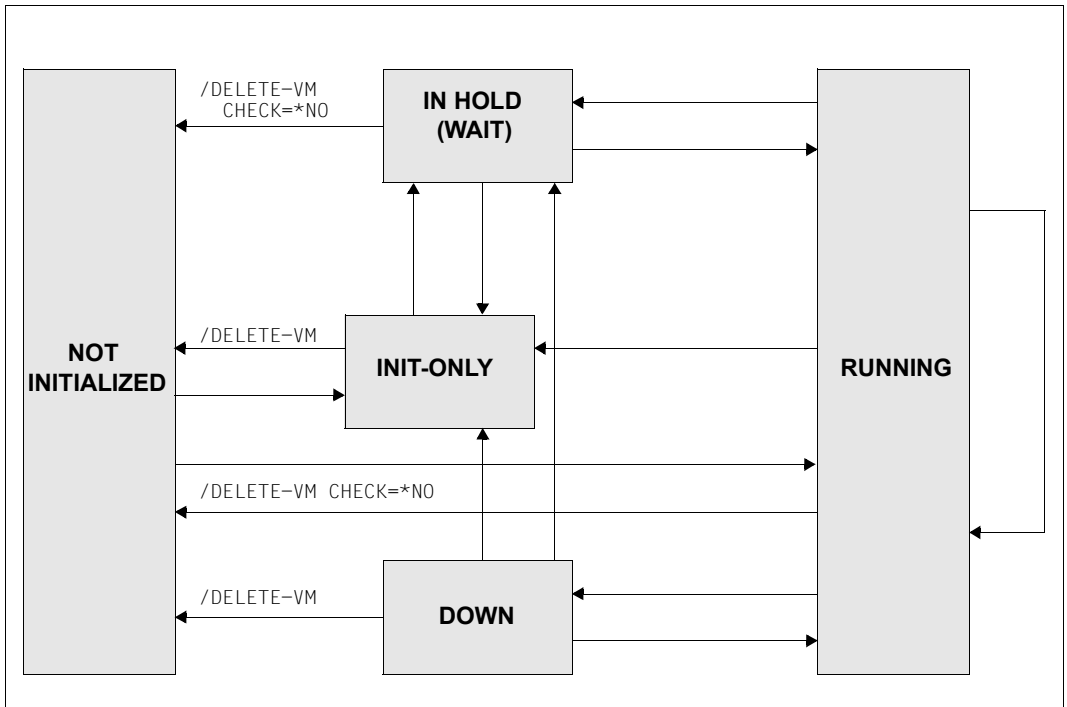 /DELETE-VM
CHECK=*NO
IN HOLD
(WAIT)
/DELETE-VM
NOT
INITIALIZED
INIT-ONLY
RUNNING
/DELETE-VM CHECK=*NO
/DELETE-VM
DOWN